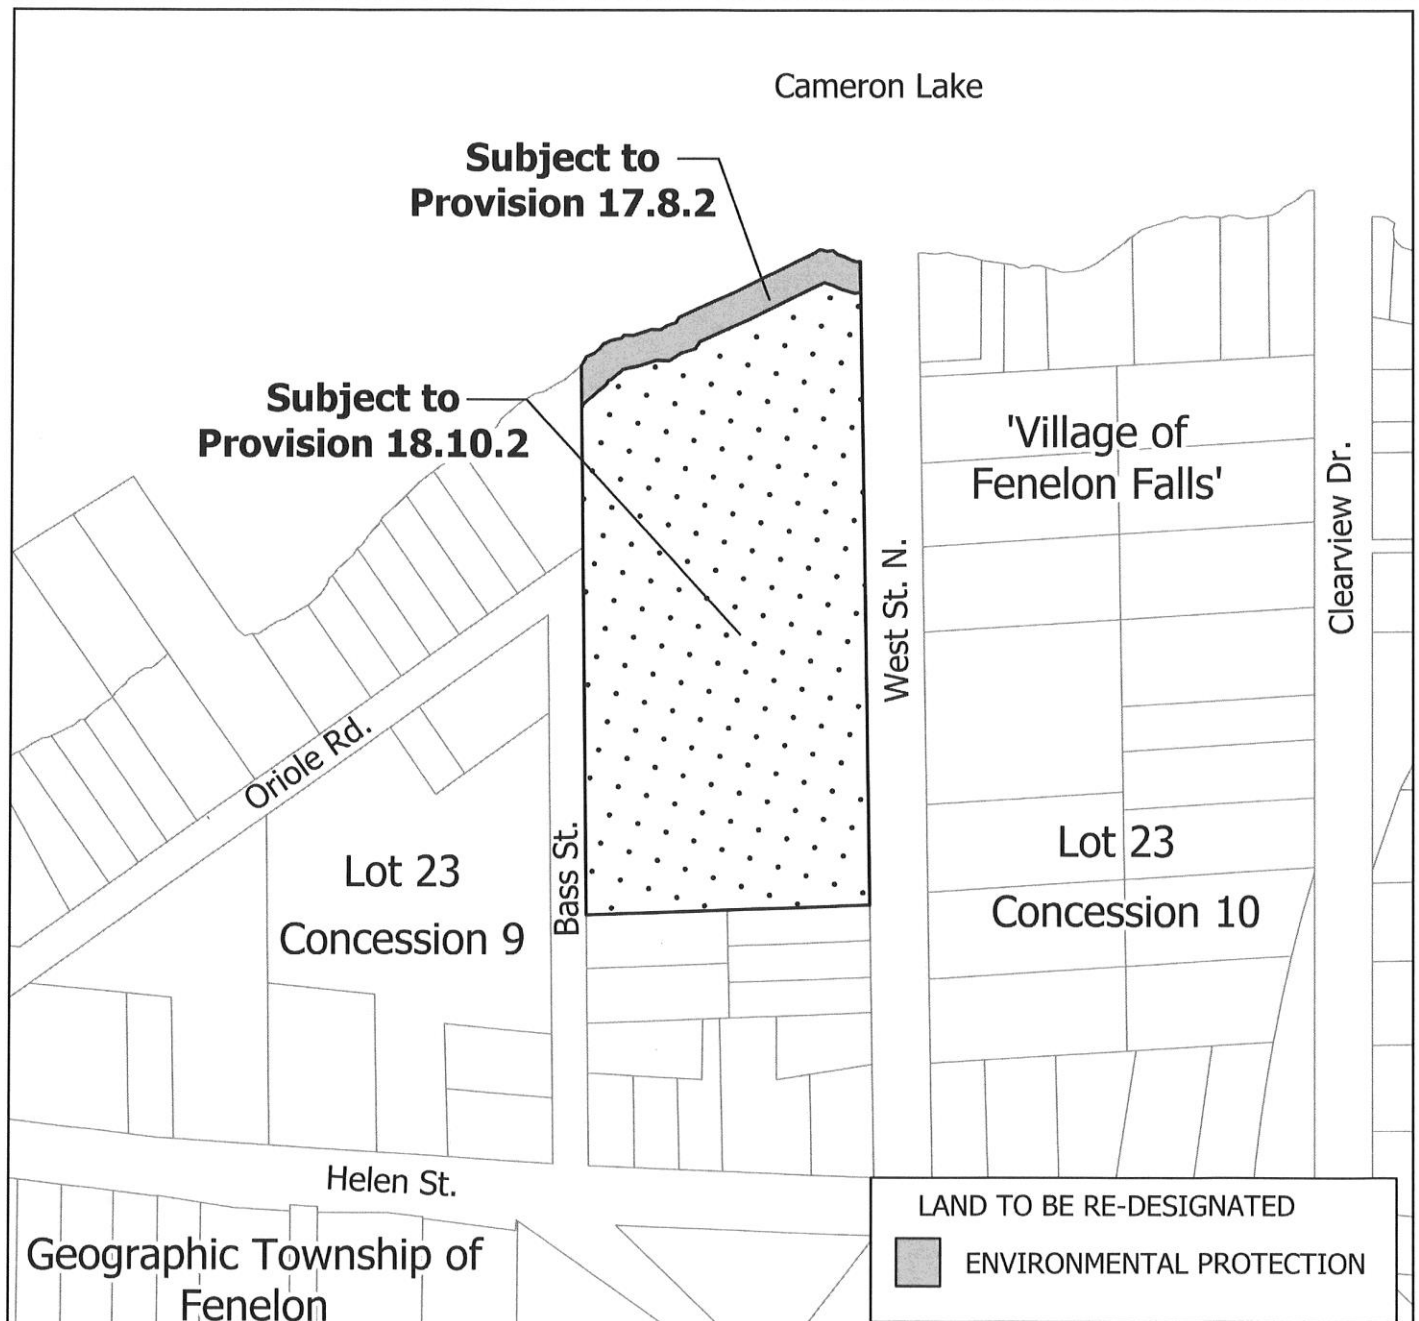 Cameron Lake
Subject to
Provision 17.8.2
Subject to
Provision 18.10.2
'Village of
Fenelon Falls'
Clearview Dr.
West St. N.
Oriole Rd.
Bass St.
Lot 23
Concession 9
Lot 23
Concession 10
Helen St.
Geographic Township of
Fenelon
LAND TO BE RE-DESIGNATED
ENVIRONMENTAL PROTECTION